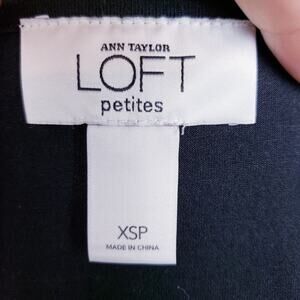 ANN TAYLOR
LOFT
petites
XSP
MADE IN CHINA